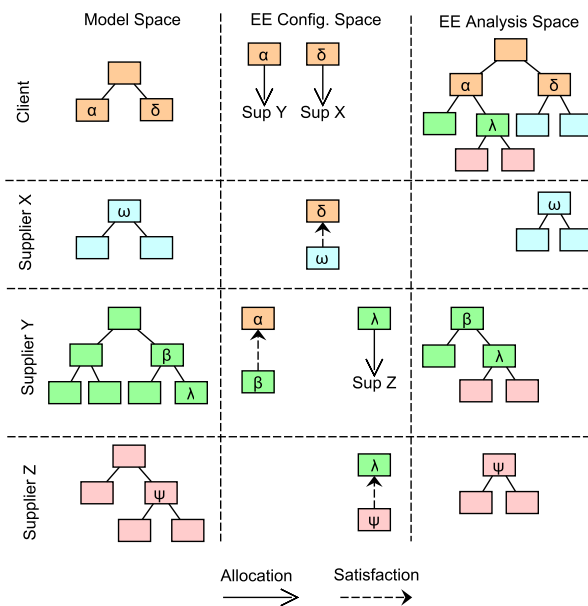 Model Space EE Config. Space EE Analysis Space
Client
α δ
α δ
Sup Y Sup X
α δ
λ
Supplier X
ω
δ
ω
ω
Supplier Y
β
λ
α λ
β
Sup Z
β
λ
Supplier Z
ψ
λ
ψ
ψ
Allocation Satisfaction